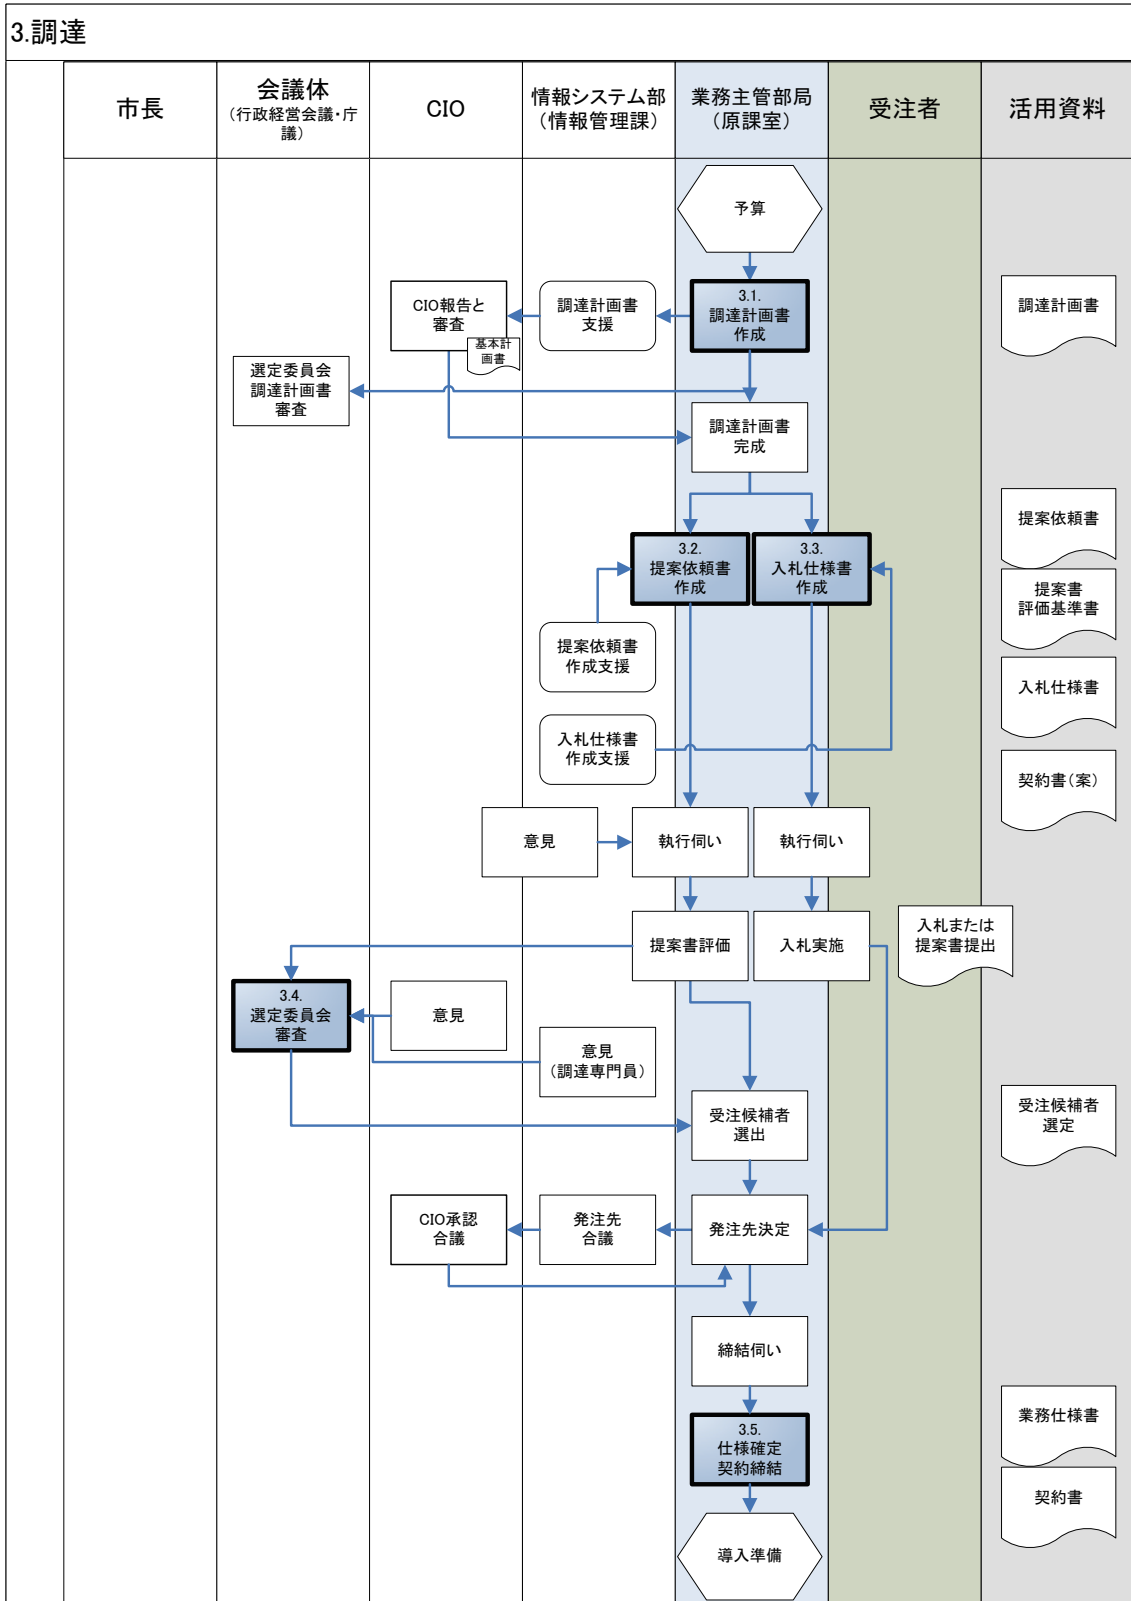 3.調達
市長
会議体
（行政経営会議・庁
議）
CIO
情報システム部
（情報管理課）
業務主管部局
（原課室）
受注者
活用資料
予算
CIO報告と
審査
基本計
画書
調達計画書
支援
3.1.
調達計画書
作成
調達計画書
選定委員会
調達計画書
審査
調達計画書
完成
提案依頼書
3.2.
提案依頼書
作成
3.3.
入札仕様書
作成
提案書
評価基準書
提案依頼書
作成支援
入札仕様書
入札仕様書
作成支援
契約書（案）
意見
執行伺い
執行伺い
提案書評価
入札実施
入札または
提案書提出
3.4.
選定委員会
審査
意見
意見
（調達専門員）
受注候補者
選出
受注候補者
選定
CIO承認
合議
発注先
合議
発注先決定
締結伺い
業務仕様書
3.5.
仕様確定
契約締結
契約書
導入準備